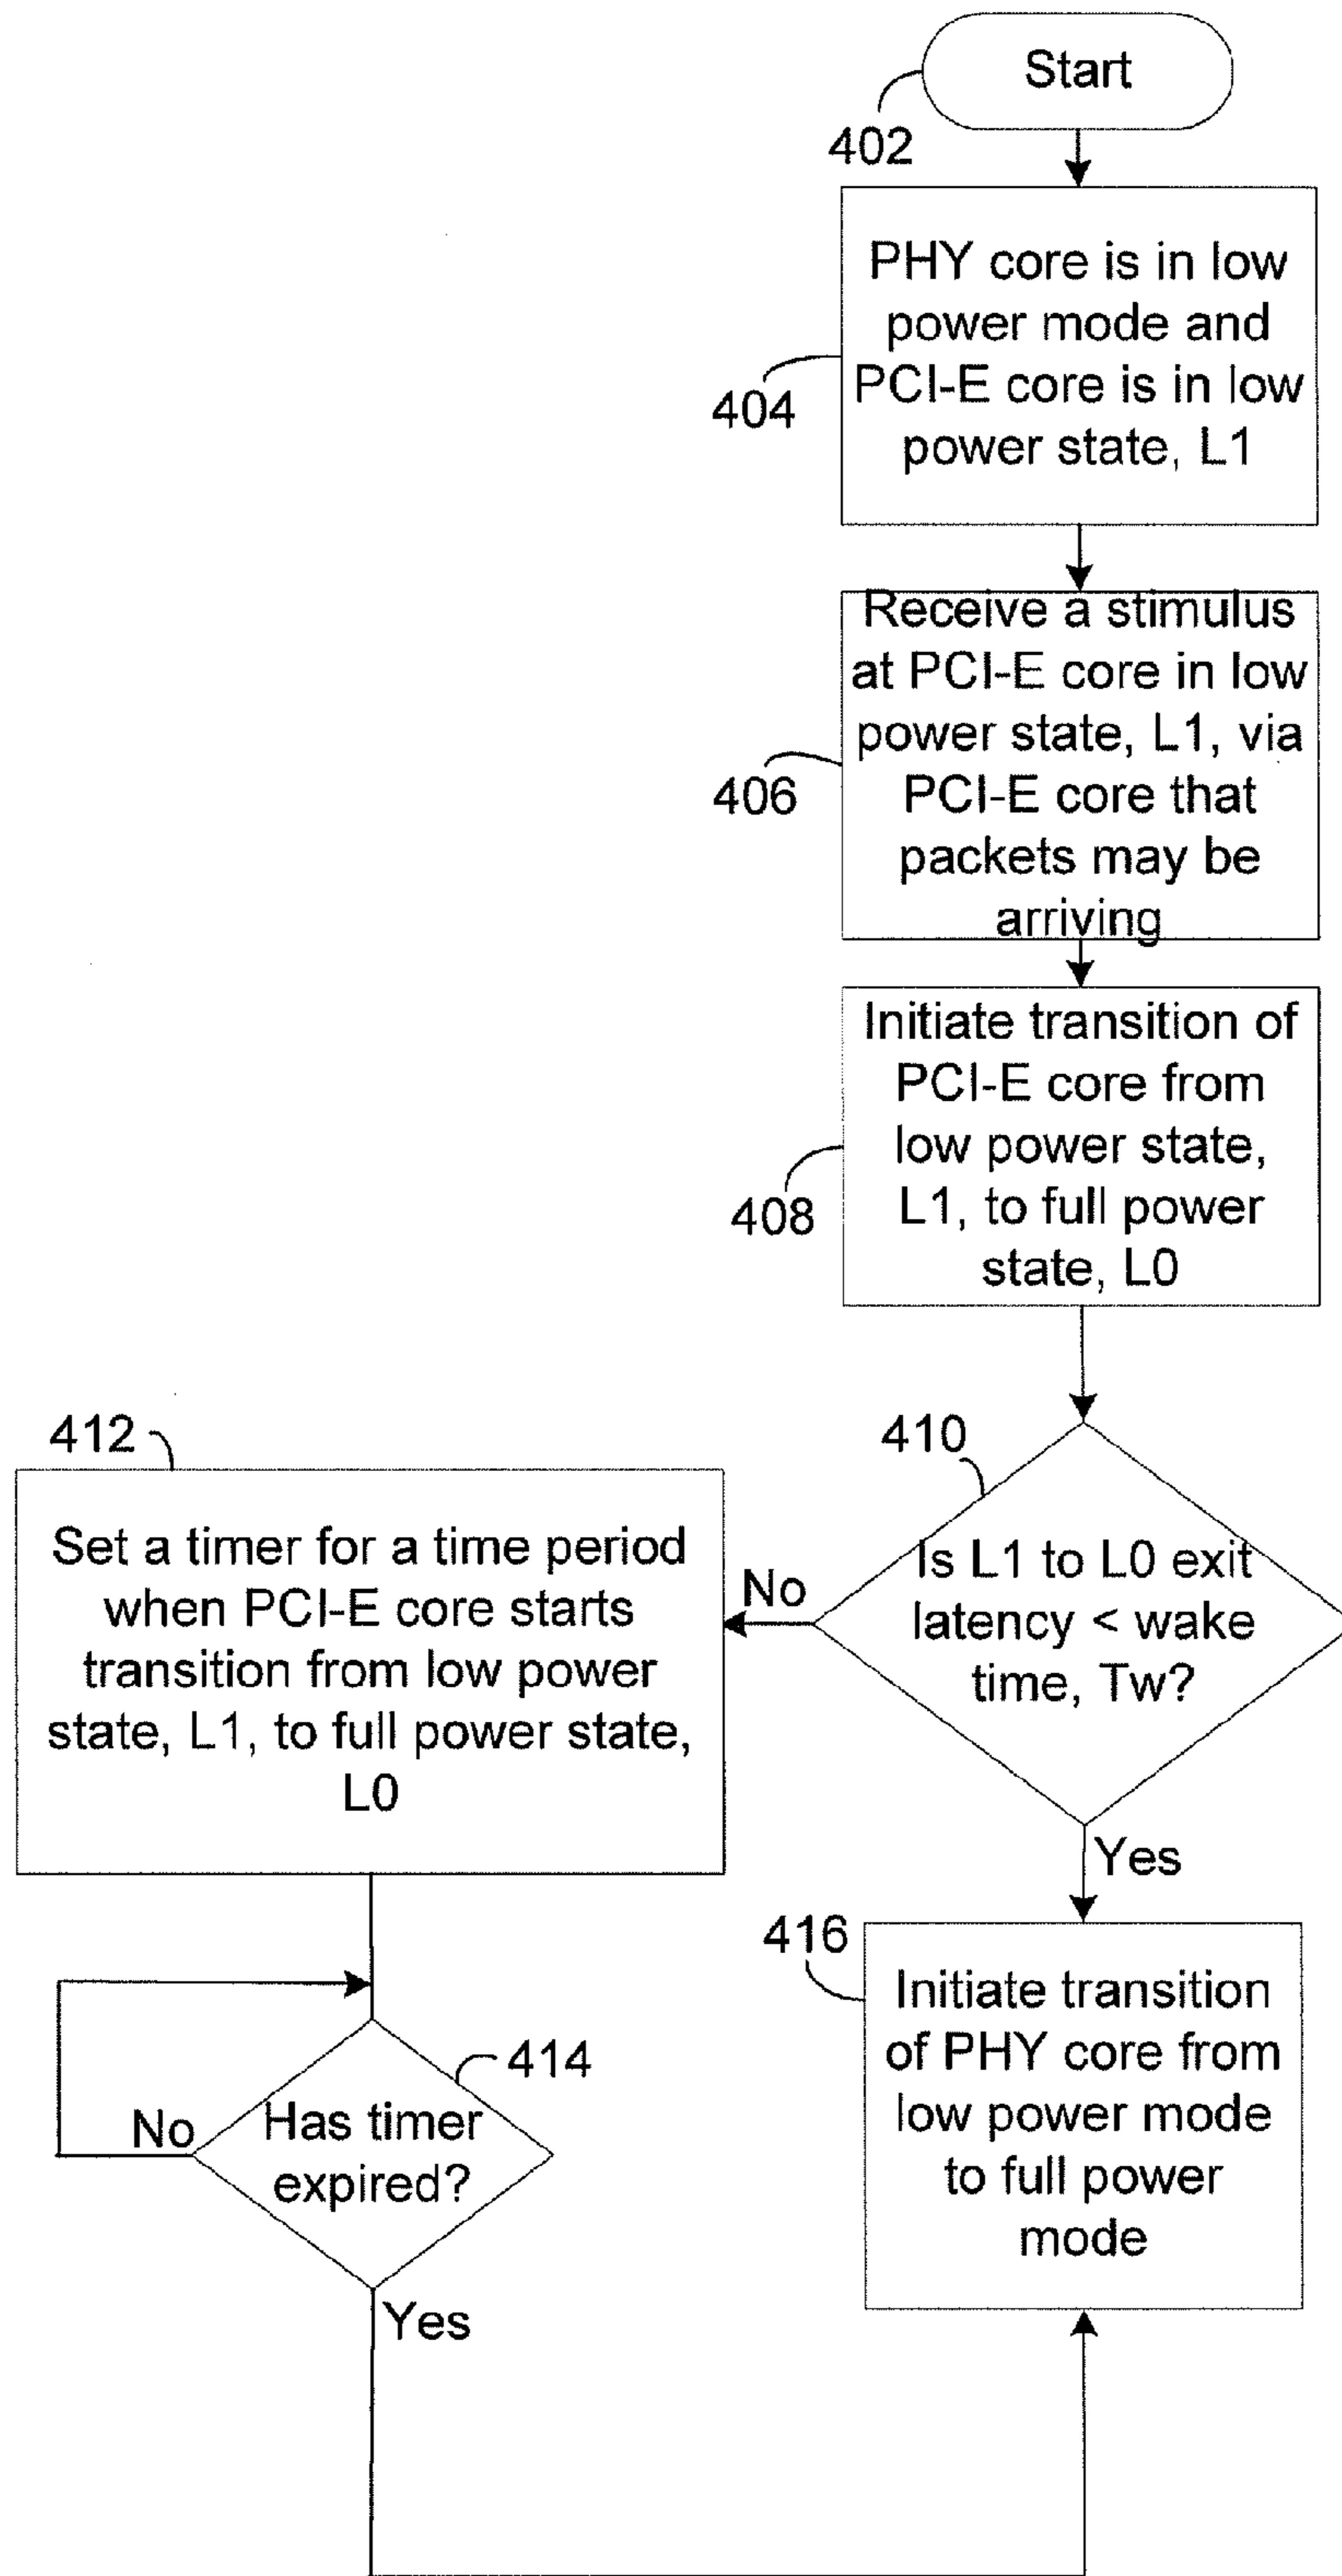 Start
402
PHY core is in low
power mode and
PCI-E core is in low
power state, L1
404
Receive a stimulus
at PCI-E core in low
power state, L1, via
PCI-E core that
packets may be
arriving
406
Initiate transition of
PCI-E core from
low power state,
L1, to full power
state, L0
408
410
Is L1 to L0 exit
latency < wake
time, Tw?
No
Yes
412
Set a timer for a time period
when PCI-E core starts
transition from low power
state, L1, to full power state,
L0
414
Has timer
expired?
No
Yes
416
Initiate transition
of PHY core from
low power mode
to full power
mode